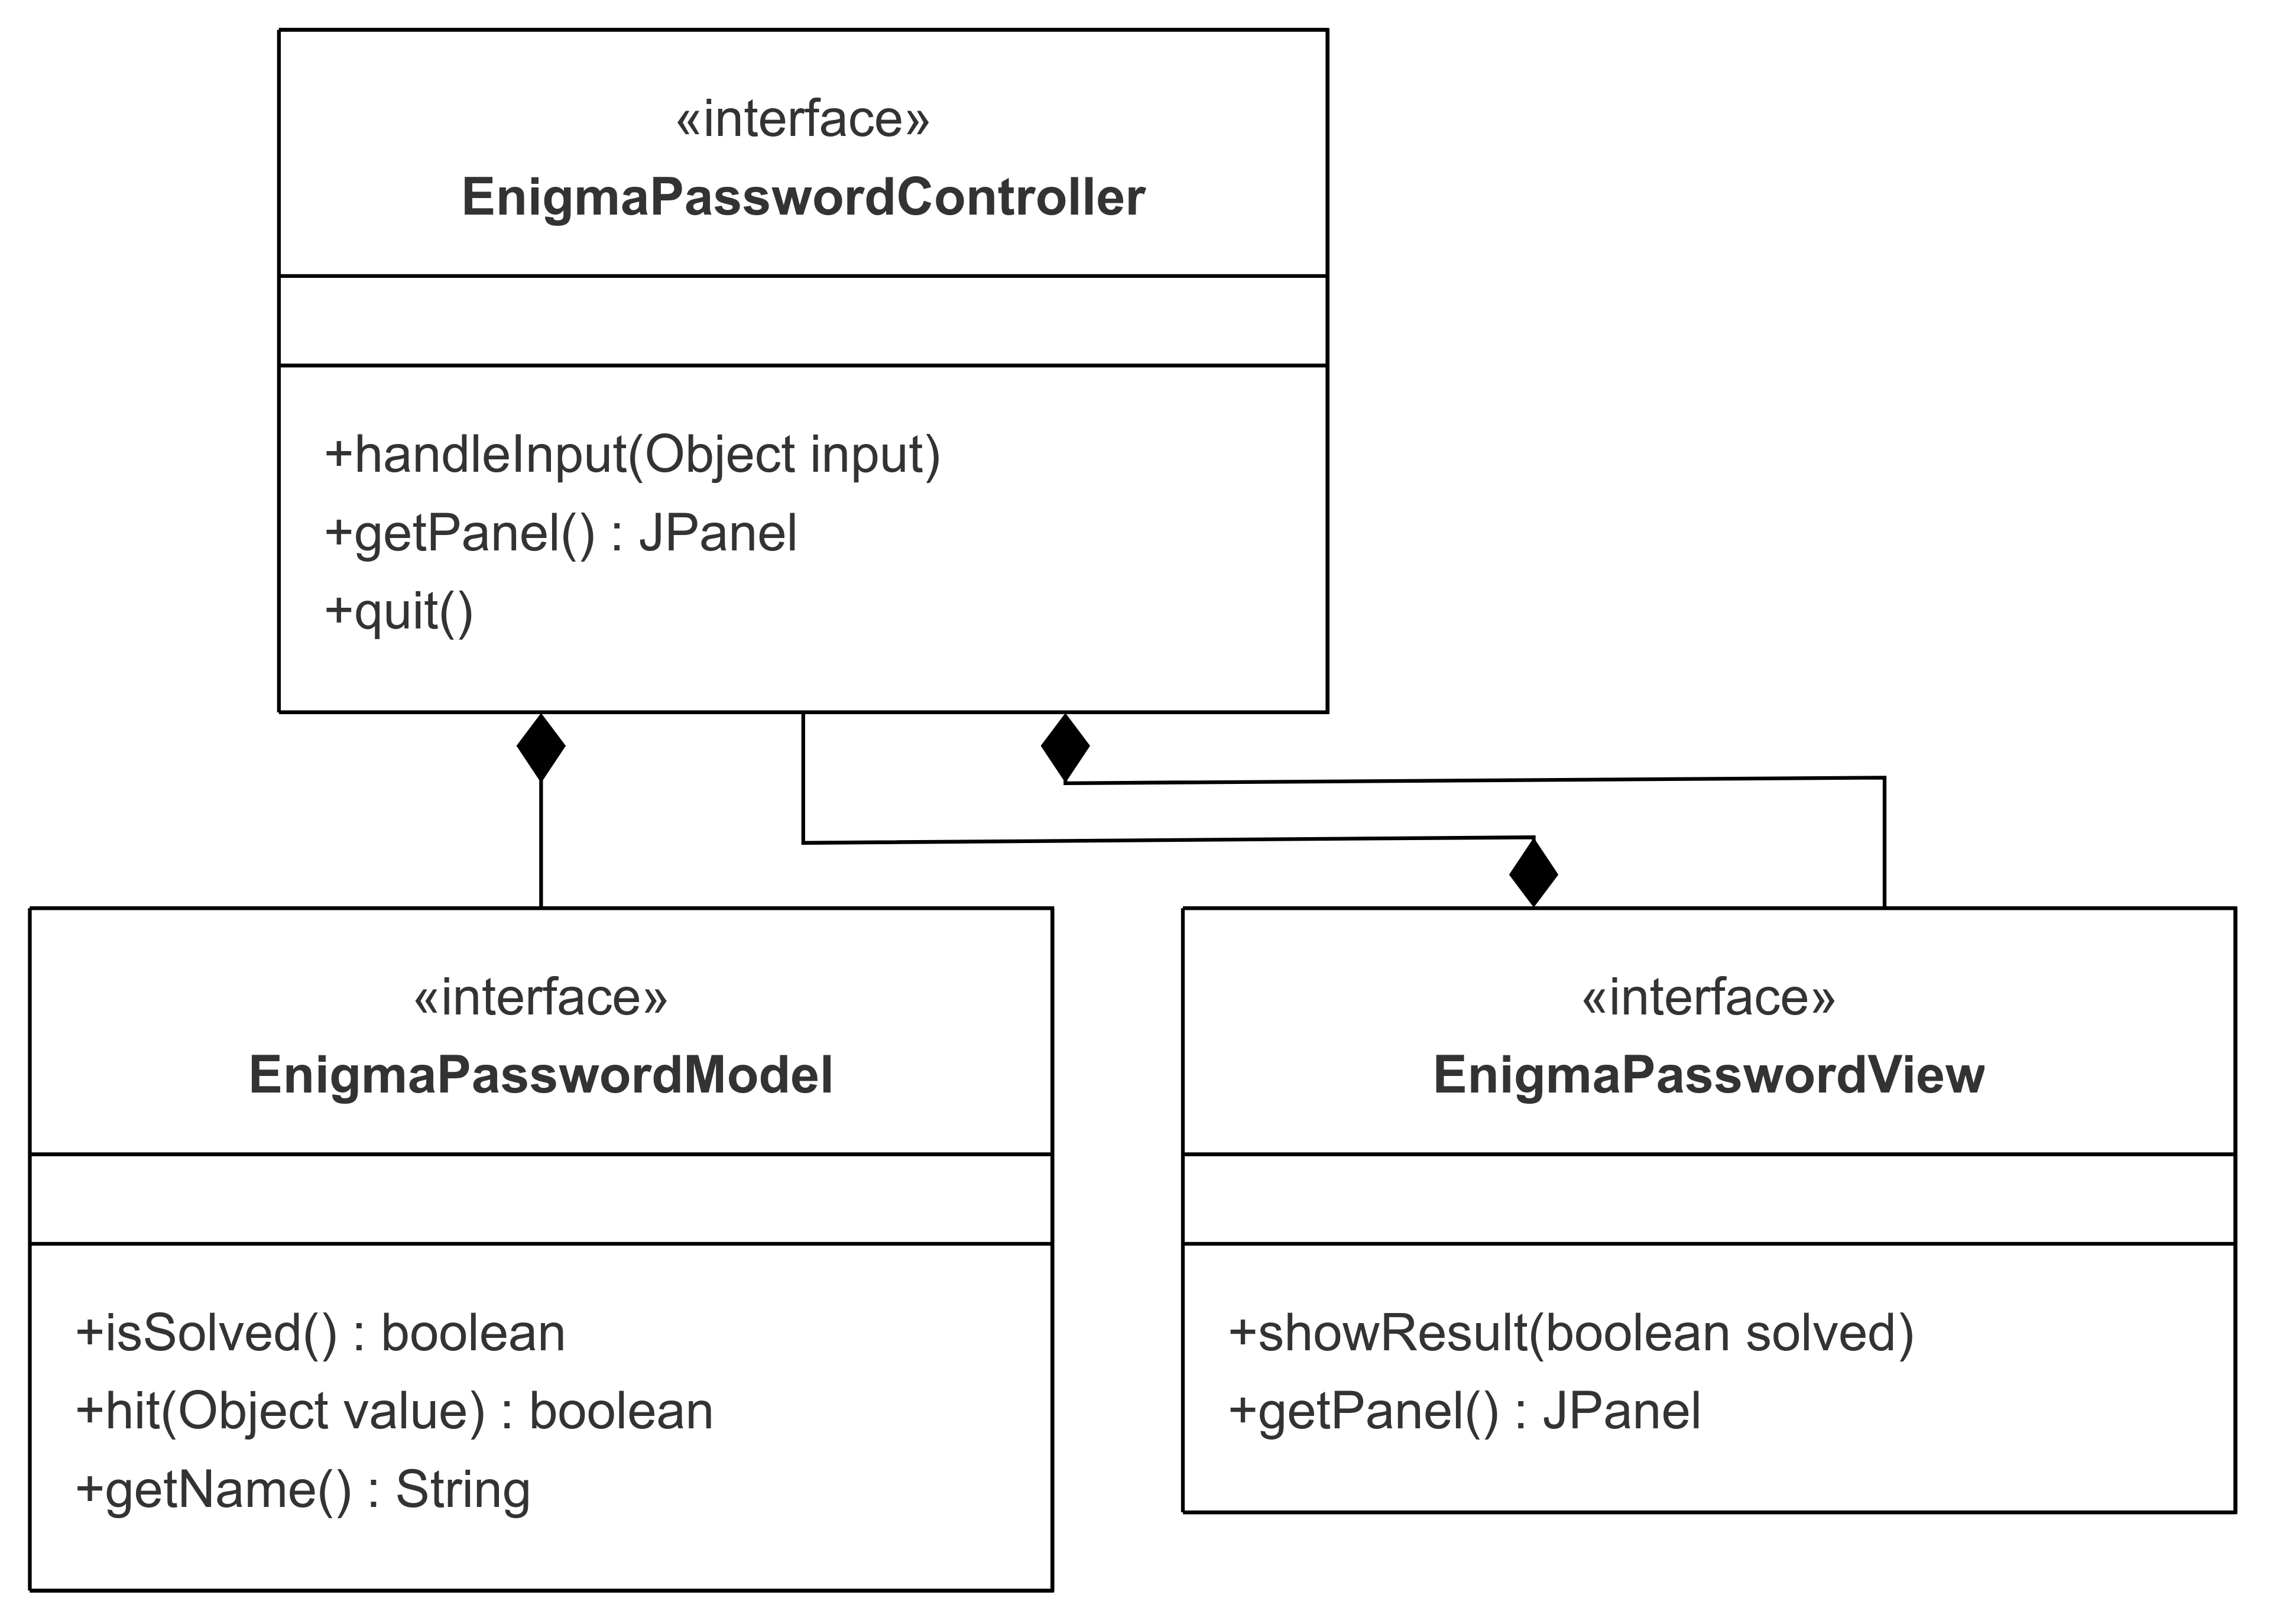 «interface»
EnigmaPasswordController
+handleInput(Object input)
+getPanel() : JPanel
+quit()
«interface»
EnigmaPasswordModel
+isSolved() : boolean
+hit(Object value) : boolean
+getName() : String
«interface»
EnigmaPasswordView
+showResult(boolean solved)
+getPanel() : JPanel